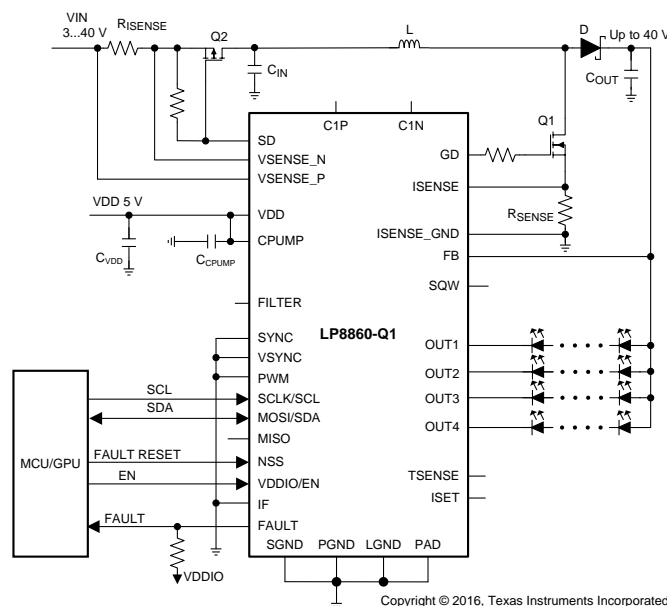 VIN
3...40 V
RISENSE
Q2
L
D
Up to 40 V
CIN
COUT
C1P
C1N
Q1
SD
GD
VSENSE_N
VSENSE_P
ISENSE
RSENSE
VDD 5 V
VDD
CPUMP
CVDD
CCPUMP
ISENSE_GND
FB
SQW
FILTER
LP8860-Q1
SYNC
VSYNC
PWM
OUT1
OUT2
OUT3
OUT4
MCU/GPU
SCL
SCLK/SCL
SDA
MOSI/SDA
MISO
FAULT RESET
NSS
EN
VDDIO/EN
IF
FAULT
FAULT
TSENSE
ISET
VDDIO
SGND
PGND
LGND
PAD
Copyright © 2016, Texas Instruments Incorporated